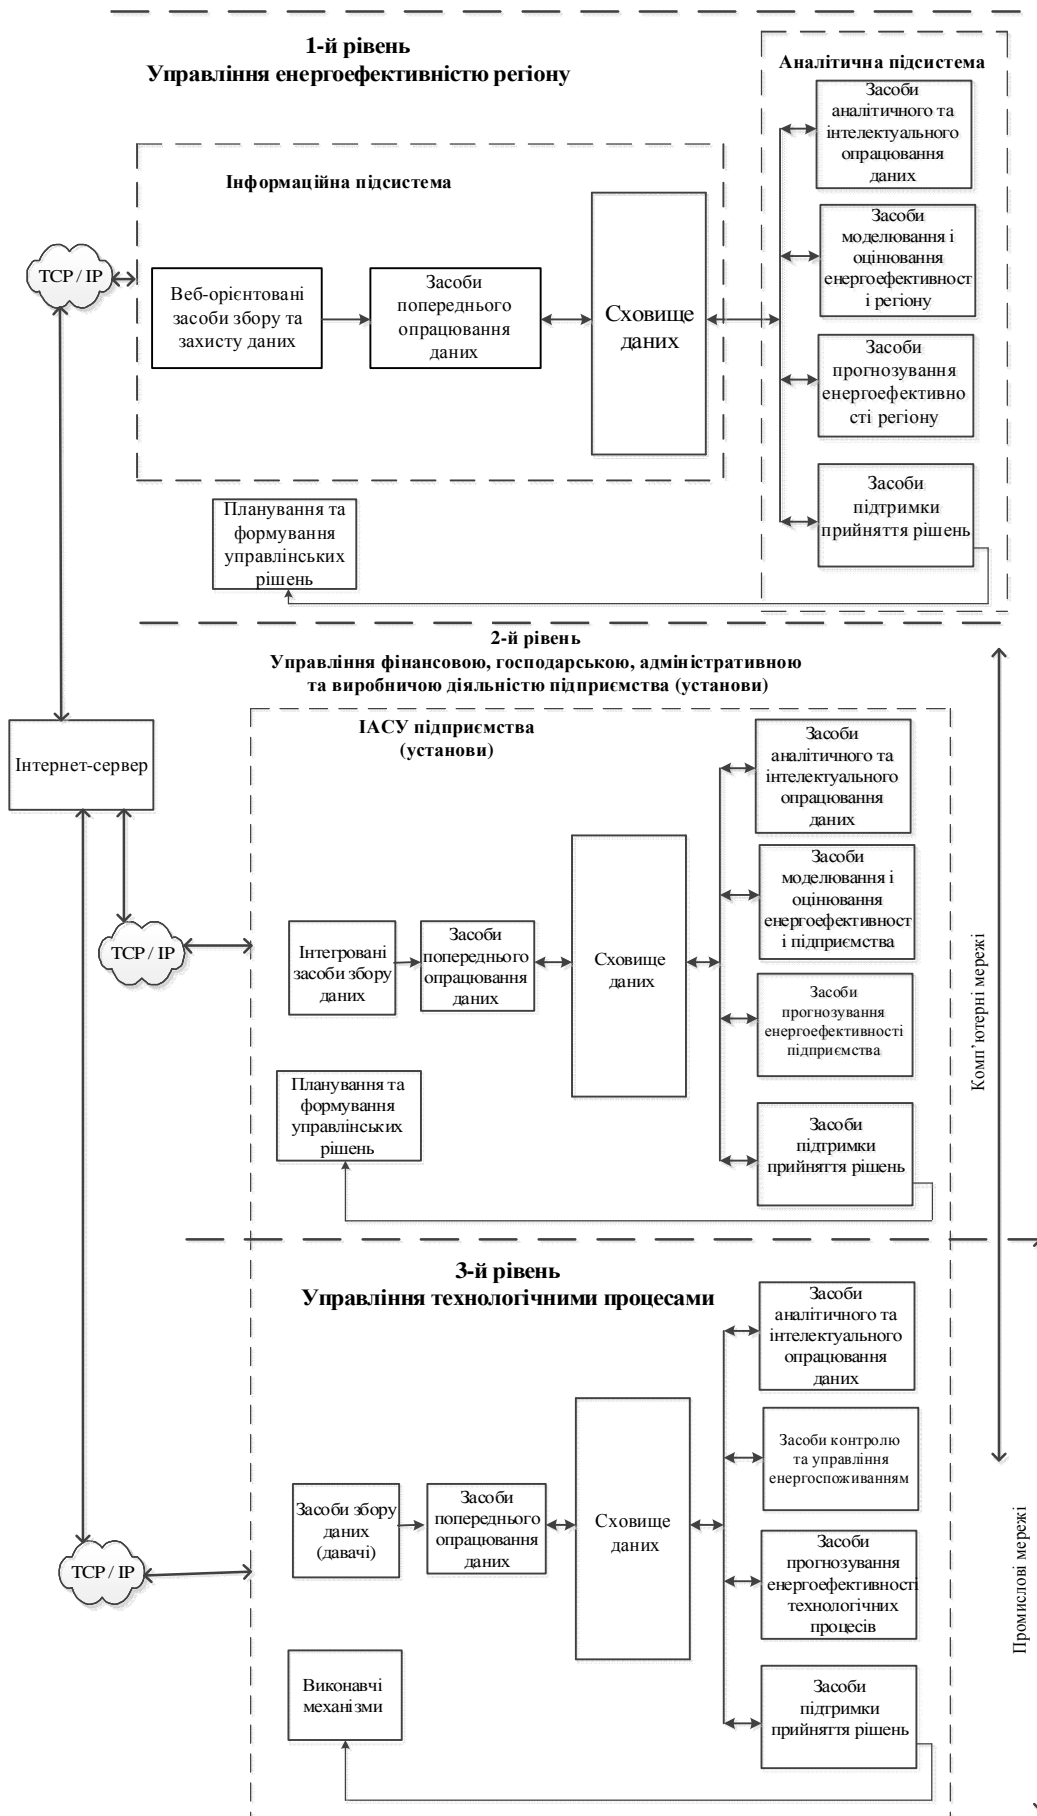 1-й рівень
Управління енергоефективністю регіону
Аналітична підсистема
Засоби
аналітичного та
інтелектуального
опрацювання
даних
Інформаційна підсистема
Засоби
моделювання і
оцінювання
енергоефективност
і регіону
TCP / IP
Веб-орієнтовані
засоби збору та
захисту даних
Засоби
попереднього
опрацювання
даних
Сховище
даних
Засоби
прогнозування
енергоефективно
сті регіону
Засоби
підтримки
прийняття рішень
Планування та
формування
управлінських
рішень
2-й рівень
Управління фінансовою, господарською, адміністративною
та виробничою діяльністю підприємства (установи)
Інтернет-сервер
ІАСУ підприємства
(установи)
Засоби
аналітичного та
інтелектуального
опрацювання
даних
Засоби
моделювання і
оцінювання
енергоефективност
і підприємства
TCP / IP
Інтегровані
засоби збору
даних
Засоби
попереднього
опрацювання
даних
Сховище
даних
Засоби
прогнозування
енергоефективності
підприємства
Планування та
формування
управлінських
рішень
Засоби
підтримки
прийняття рішень
Комп’ютерні мережі
3-й рівень
Управління технологічними процесами
Засоби
аналітичного та
інтелектуального
опрацювання
даних
Засоби контролю
та управління
енергоспоживанням
TCP / IP
Засоби збору
даних
(давачі)
Засоби
попереднього
опрацювання
даних
Сховище
даних
Засоби
прогнозування
енергоефективності
технологічних
процесів
Виконавчі
механізми
Засоби
підтримки
прийняття рішень
Промислові мережі